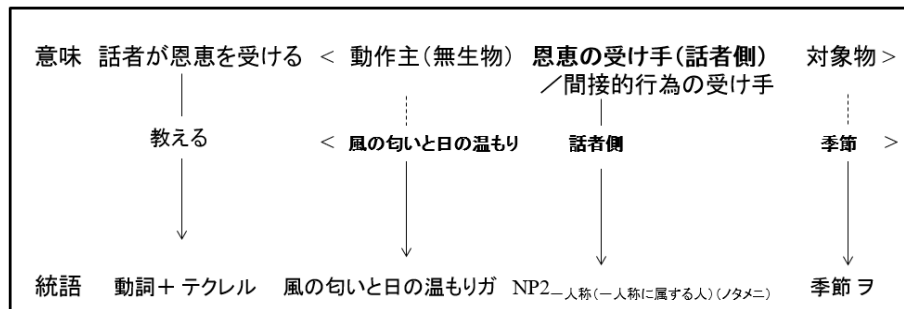 意味 話者が恩恵を受ける < 動作主(無生物) 恩恵の受け手(話者側) 対象物 >
／間接的行為の受け手
教える < 風の匂いと日の温もり 話者側 季節 >
統語 動詞＋テクレル 風の匂いと日の温もりガ NP2一人称(一人称に属する人)(ノタメニ) 季節ヲ